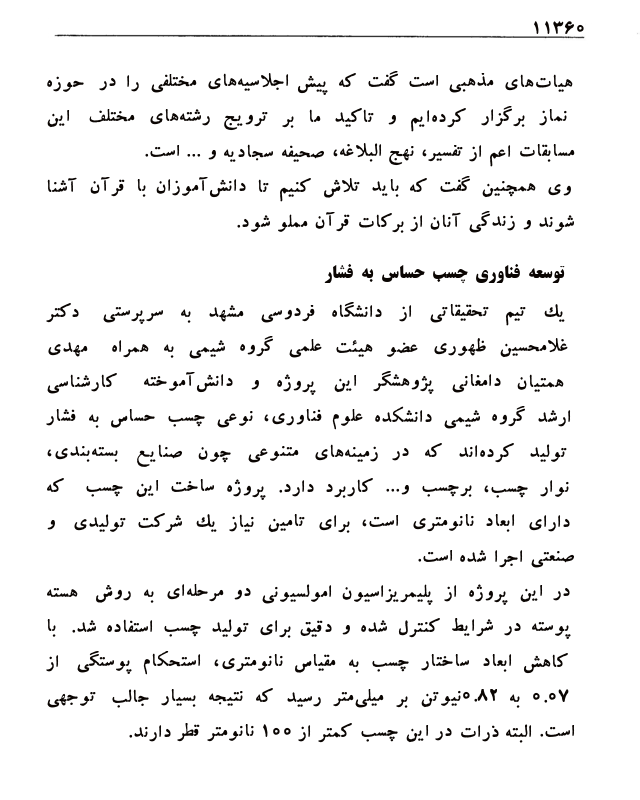 ۱۱۳۶۰
هیات‌های مذهبی است گفت که پیش اجلاسیه‌های مختلفی را در حوزه
نماز برگزار کرده‌ایم و تاکید ما بر ترویج رشته‌های مختلف این
مسابقات اعم از تفسیر، نهج البلاغه، صحیفه سجادیه و ... است.
وی همچنین گفت که باید تلاش کنیم تا دانش‌آموزان با قرآن آشنا
شوند و زندگی آنان از برکات قرآن مملو شود.
توسعه فناوری چسب حساس به فشار
یك تیم تحقیقاتی از دانشگاه فردوسی مشهد به سرپرستی دکتر
غلامحسین ظهوری عضو هیئت علمی گروه شیمی به همراه مهدی
همتیان دامغانی پژوهشگر این پروژه و دانش‌آموخته کارشناسی
ارشد گروه شیمی دانشکده علوم فناوری، نوعی چسب حساس به فشار
تولید کرده‌اند که در زمینه‌های متنوعی چون صنایع بسته‌بندی،
نوار چسب، برچسب و... کاربرد دارد. پروژه ساخت این چسب که
دارای ابعاد نانومتری است، برای تامین نیاز یك شرکت تولیدی و
صنعتی اجرا شده است.
در این پروژه از پلیمریزاسیون امولسیونی دو مرحله‌ای به روش هسته
پوسته در شرایط کنترل شده و دقیق برای تولید چسب استفاده شد. با
کاهش ابعاد ساختار چسب به مقیاس نانومتری، استحکام پوستگی از
۰.۰۷ به ۰.۸۲نیوتن بر میلی‌متر رسید که نتیجه بسیار جالب توجهی
است. البته ذرات در این چسب کمتر از ۱۰۰ نانومتر قطر دارند.